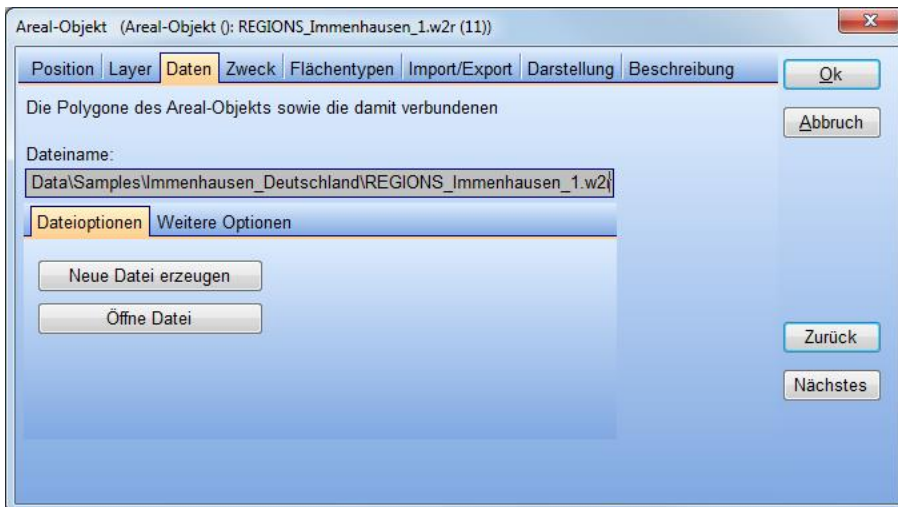 Areal-Objekt (Areal-Objekt (): REGIONS_Immenhausen_1.w2r (11))
Position Layer Daten Zweck Flächentypen Import/Export Darstellung Beschreibung
Ok
Die Polygone des Areal-Objekts sowie die damit verbundenen
Abbruch
Dateiname:
Data\Samples\Immenhausen_Deutschland\REGIONS_Immenhausen_1.w2r
Dateioptionen Weitere Optionen
Neue Datei erzeugen
Öffne Datei
Zurück
Nächstes